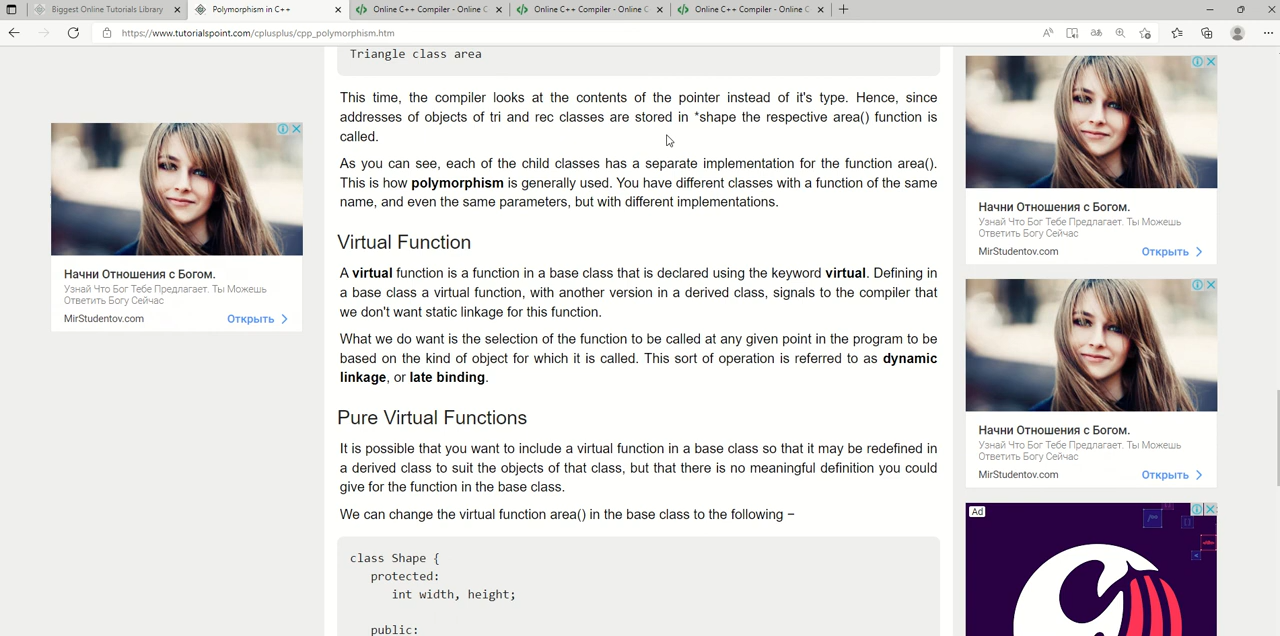 Biggest Online Tutorials Library
Polymorphism in C++
Online C++ Compiler - Online C
Online C++ Compiler - Online C
Online C++ Compiler - Online C
https://www.tutorialspoint.com/cplusplus/cpp_polymorphism.htm
Triangle class area
This time, the compiler looks at the contents of the pointer instead of it's type. Hence, since
addresses of objects of tri and rec classes are stored in *shape the respective area() function is
called.
As you can see, each of the child classes has a separate implementation for the function area().
This is how polymorphism is generally used. You have different classes with a function of the same
name, and even the same parameters, but with different implementations.
Virtual Function
A virtual function is a function in a base class that is declared using the keyword virtual. Defining in
a base class a virtual function, with another version in a derived class, signals to the compiler that
we don't want static linkage for this function.
What we do want is the selection of the function to be called at any given point in the program to be
based on the kind of object for which it is called. This sort of operation is referred to as dynamic
linkage, or late binding.
Pure Virtual Functions
It is possible that you want to include a virtual function in a base class so that it may be redefined in
a derived class to suit the objects of that class, but that there is no meaningful definition you could
give for the function in the base class.
We can change the virtual function area() in the base class to the following −
class Shape {
protected:
int width, height;
public:
Начни Отношения с Богом.
Узнай Что Бог Тебе Предлагает. Ты Можешь
Ответить Богу Сейчас
MirStudentov.com
Открыть
Начни Отношения с Богом.
Узнай Что Бог Тебе Предлагает. Ты Можешь
Ответить Богу Сейчас
MirStudentov.com
Открыть
Начни Отношения с Богом.
Узнай Что Бог Тебе Предлагает. Ты Можешь
Ответить Богу Сейчас
MirStudentov.com
Открыть
Ad